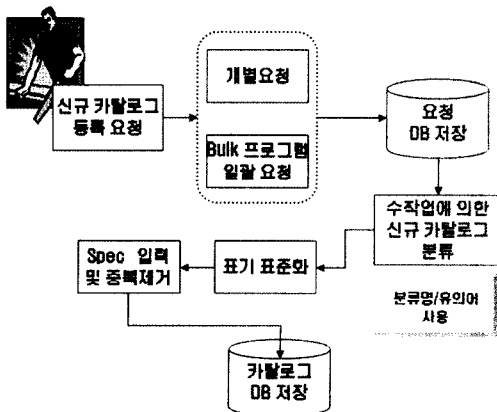 신규 카탈로그
등록 요청
개별요청
Bulk 프로그램
일괄 요청
요청
DB 저장
수작업에 의한
신규 카탈로그
분류
분류명/유의어
사용
표기 표준화
Spec 입력
및 중복제거
카탈로그
DB 저장